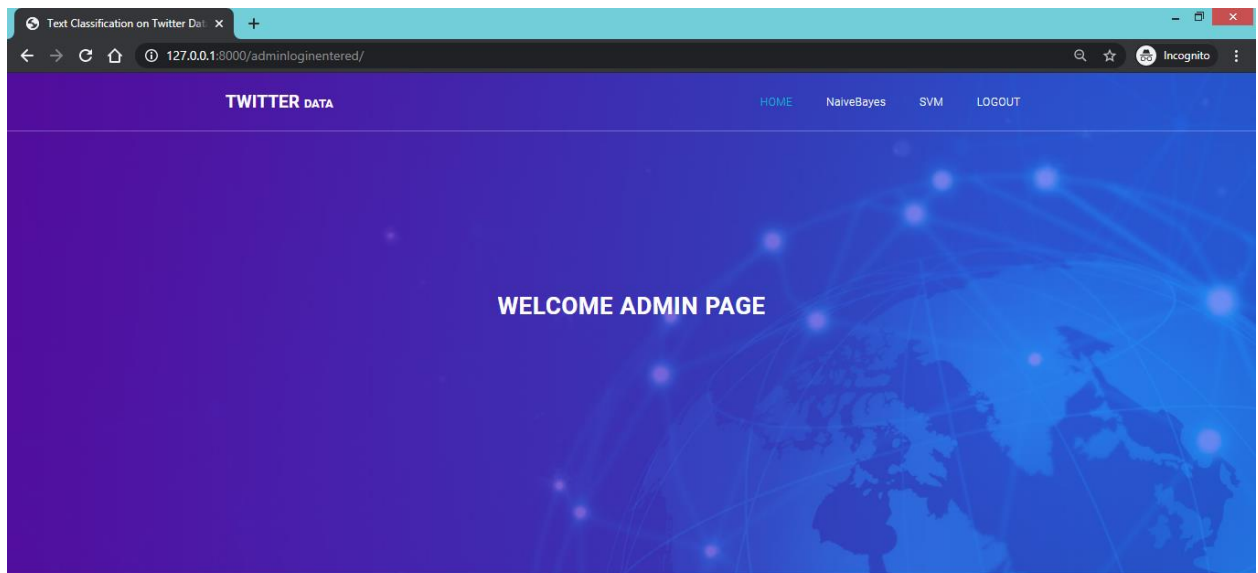 Text Classification on Twitter Dat
127.0.0.1:8000/adminloginentered/
Incognito
TWITTER DATA
HOME NaiveBayes SVM LOGOUT
WELCOME ADMIN PAGE